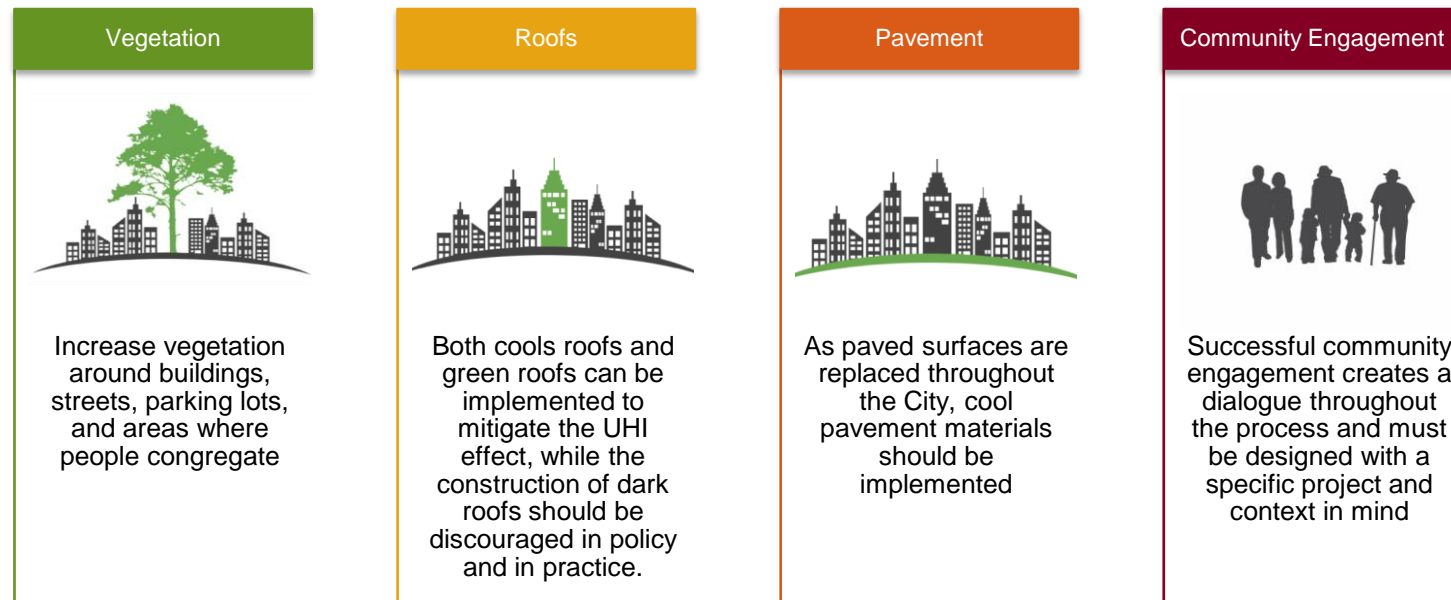 Vegetation
Increase vegetation
around buildings,
streets, parking lots,
and areas where
people congregate
Roofs
Both cools roofs and
green roofs can be
implemented to
mitigate the UHI
effect, while the
construction of dark
roofs should be
discouraged in policy
and in practice.
Pavement
As paved surfaces are
replaced throughout
the City, cool
pavement materials
should be
implemented
Community Engagement
Successful community
engagement creates a
dialogue throughout
the process and must
be designed with a
specific project and
context in mind